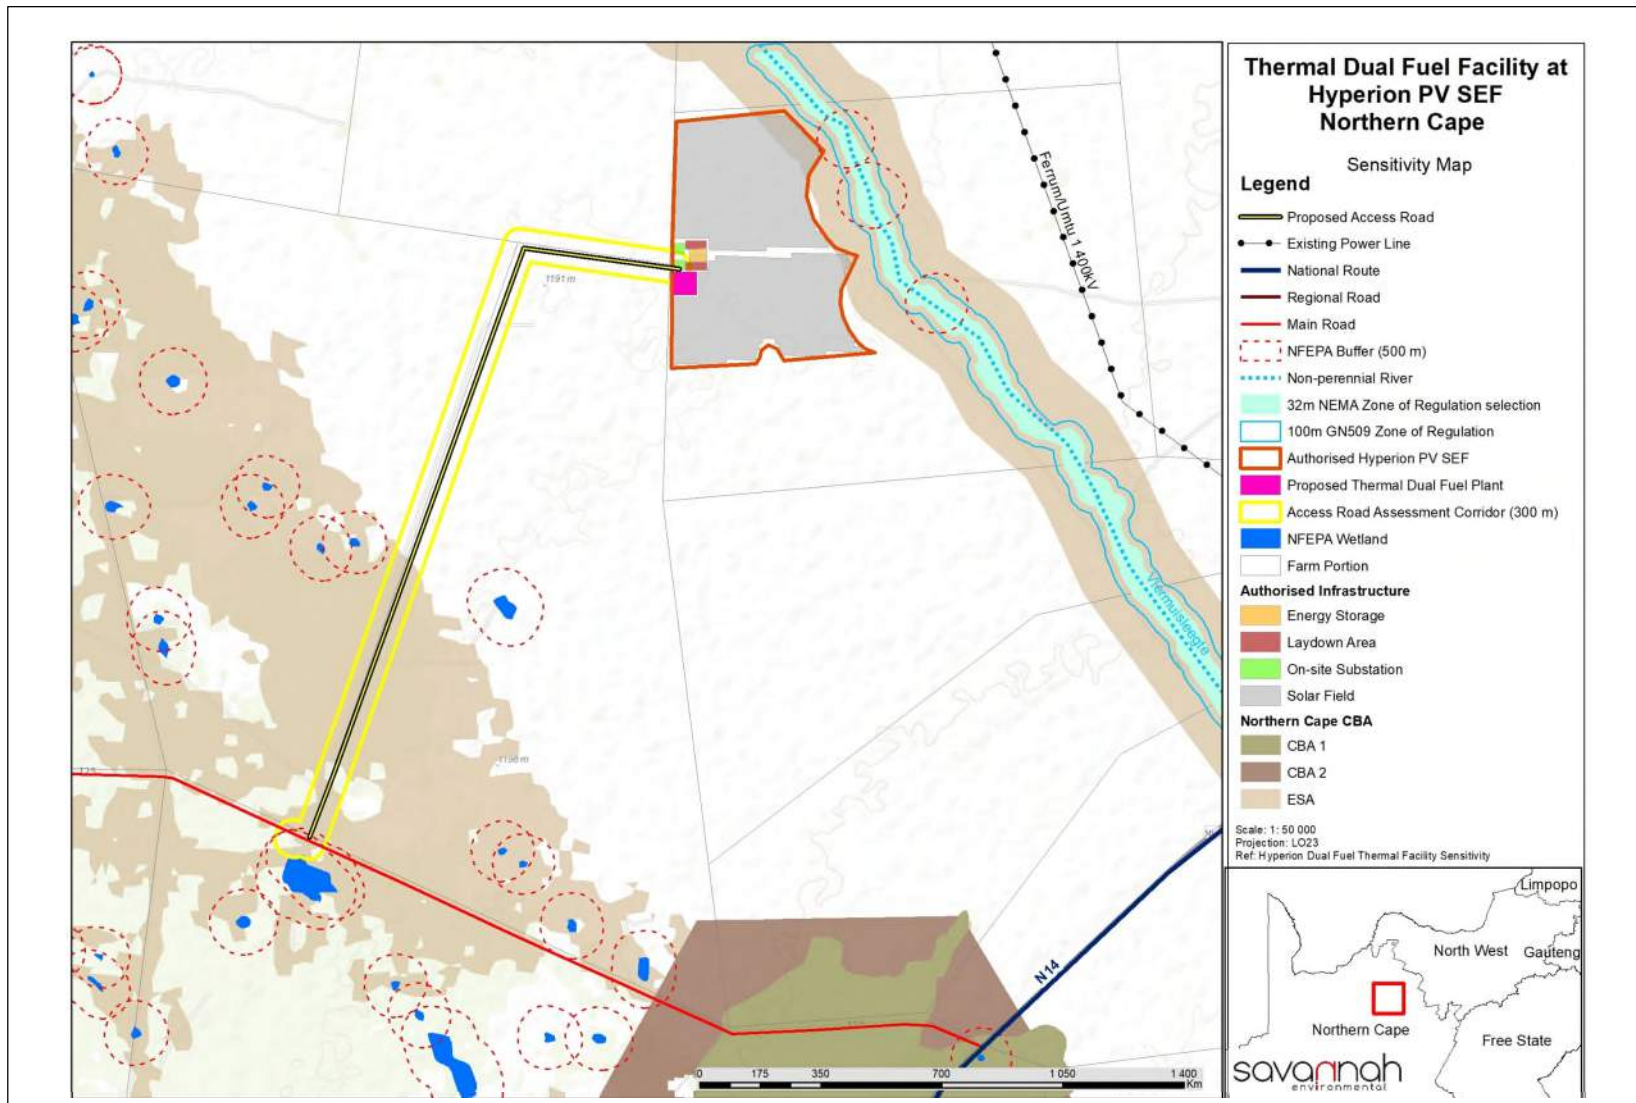 Thermal Dual Fuel Facility at
Hyperion PV SEF
Northern Cape
Sensitivity Map
Legend
Proposed Access Road
Existing Power Line
National Route
Regional Road
Main Road
NFEPA Buffer (500 m)
Non-perennial River
32m NEMA Zone of Regulation selection
100m GN509 Zone of Regulation
Authorised Hyperion PV SEF
Proposed Thermal Dual Fuel Plant
Access Road Assessment Corridor (300 m)
NFEPA Wetland
Farm Portion
Authorised Infrastructure
Energy Storage
Laydown Area
On-site Substation
Solar Field
Northern Cape CBA
CBA 1
CBA 2
ESA
Scale: 1: 50 000
Projection: LO23
Ref: Hyperion Dual Fuel Thermal Facility Sensitivity
Limpopo
North West
Gauteng
Northern Cape
Free State
savannah
environmental
Ferrum/Umtu 1 400kV
1191 m
Vlermuisleegte
1196 m
N14
0 175 350 700 1 050 1 400
Km